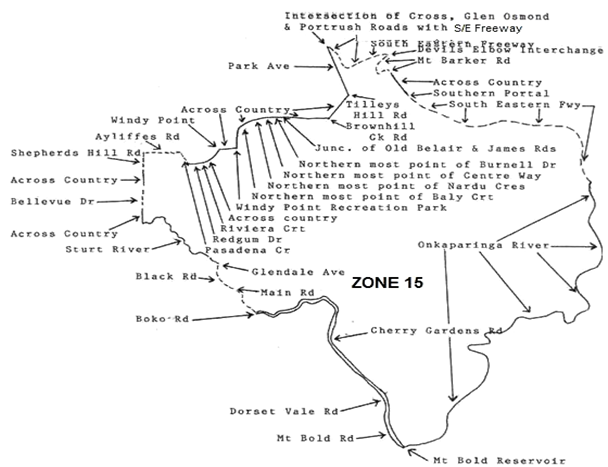 Intersection of Cross, Glen Osmond
& Portrush Roads with S/E Freeway
South Eastern Freeway
Devils Elbow Interchange
Mt Barker Rd
Park Ave
Across Country
Southern Portal
South Eastern Fwy
Across Country
Tilleys
Hill Rd
Windy Point
Brownhill
Ck Rd
Ayliffes Rd
Junc. of Old Belair & James Rds
Shepherds Hill Rd
Northern most point of Burnell Dr
Northern most point of Centre Way
Across Country
Northern most point of Nardu Cres
Northern most point of Baly Crt
Bellevue Dr
Windy Point Recreation Park
Across country
Riviera Crt
Across Country
Redgum Dr
Sturt River
Pasadena Cr
Onkaparinga River
Glendale Ave
Black Rd
ZONE 15
Main Rd
Boko Rd
Cherry Gardens Rd
Dorset Vale Rd
Mt Bold Rd
Mt Bold Reservoir